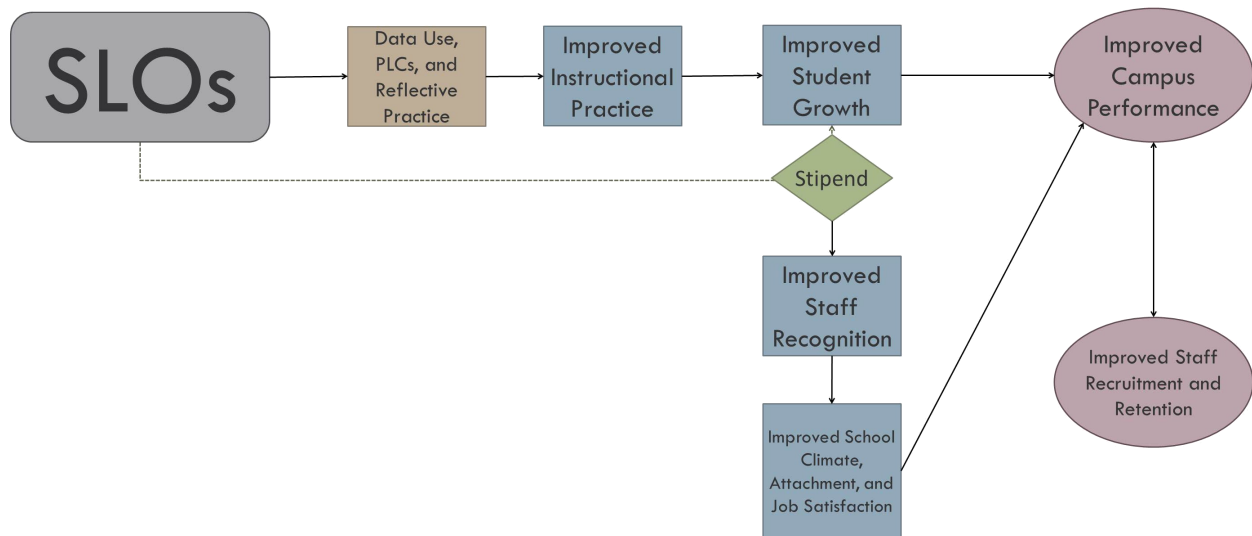 SLOs
Data Use,
PLCs, and
Reflective
Practice
Improved
Instructional
Practice
Improved
Student
Growth
Improved
Campus
Performance
Stipend
Improved
Staff
Recognition
Improved Staff
Recruitment and
Retention
Improved School
Climate,
Attachment, and
Job Satisfaction